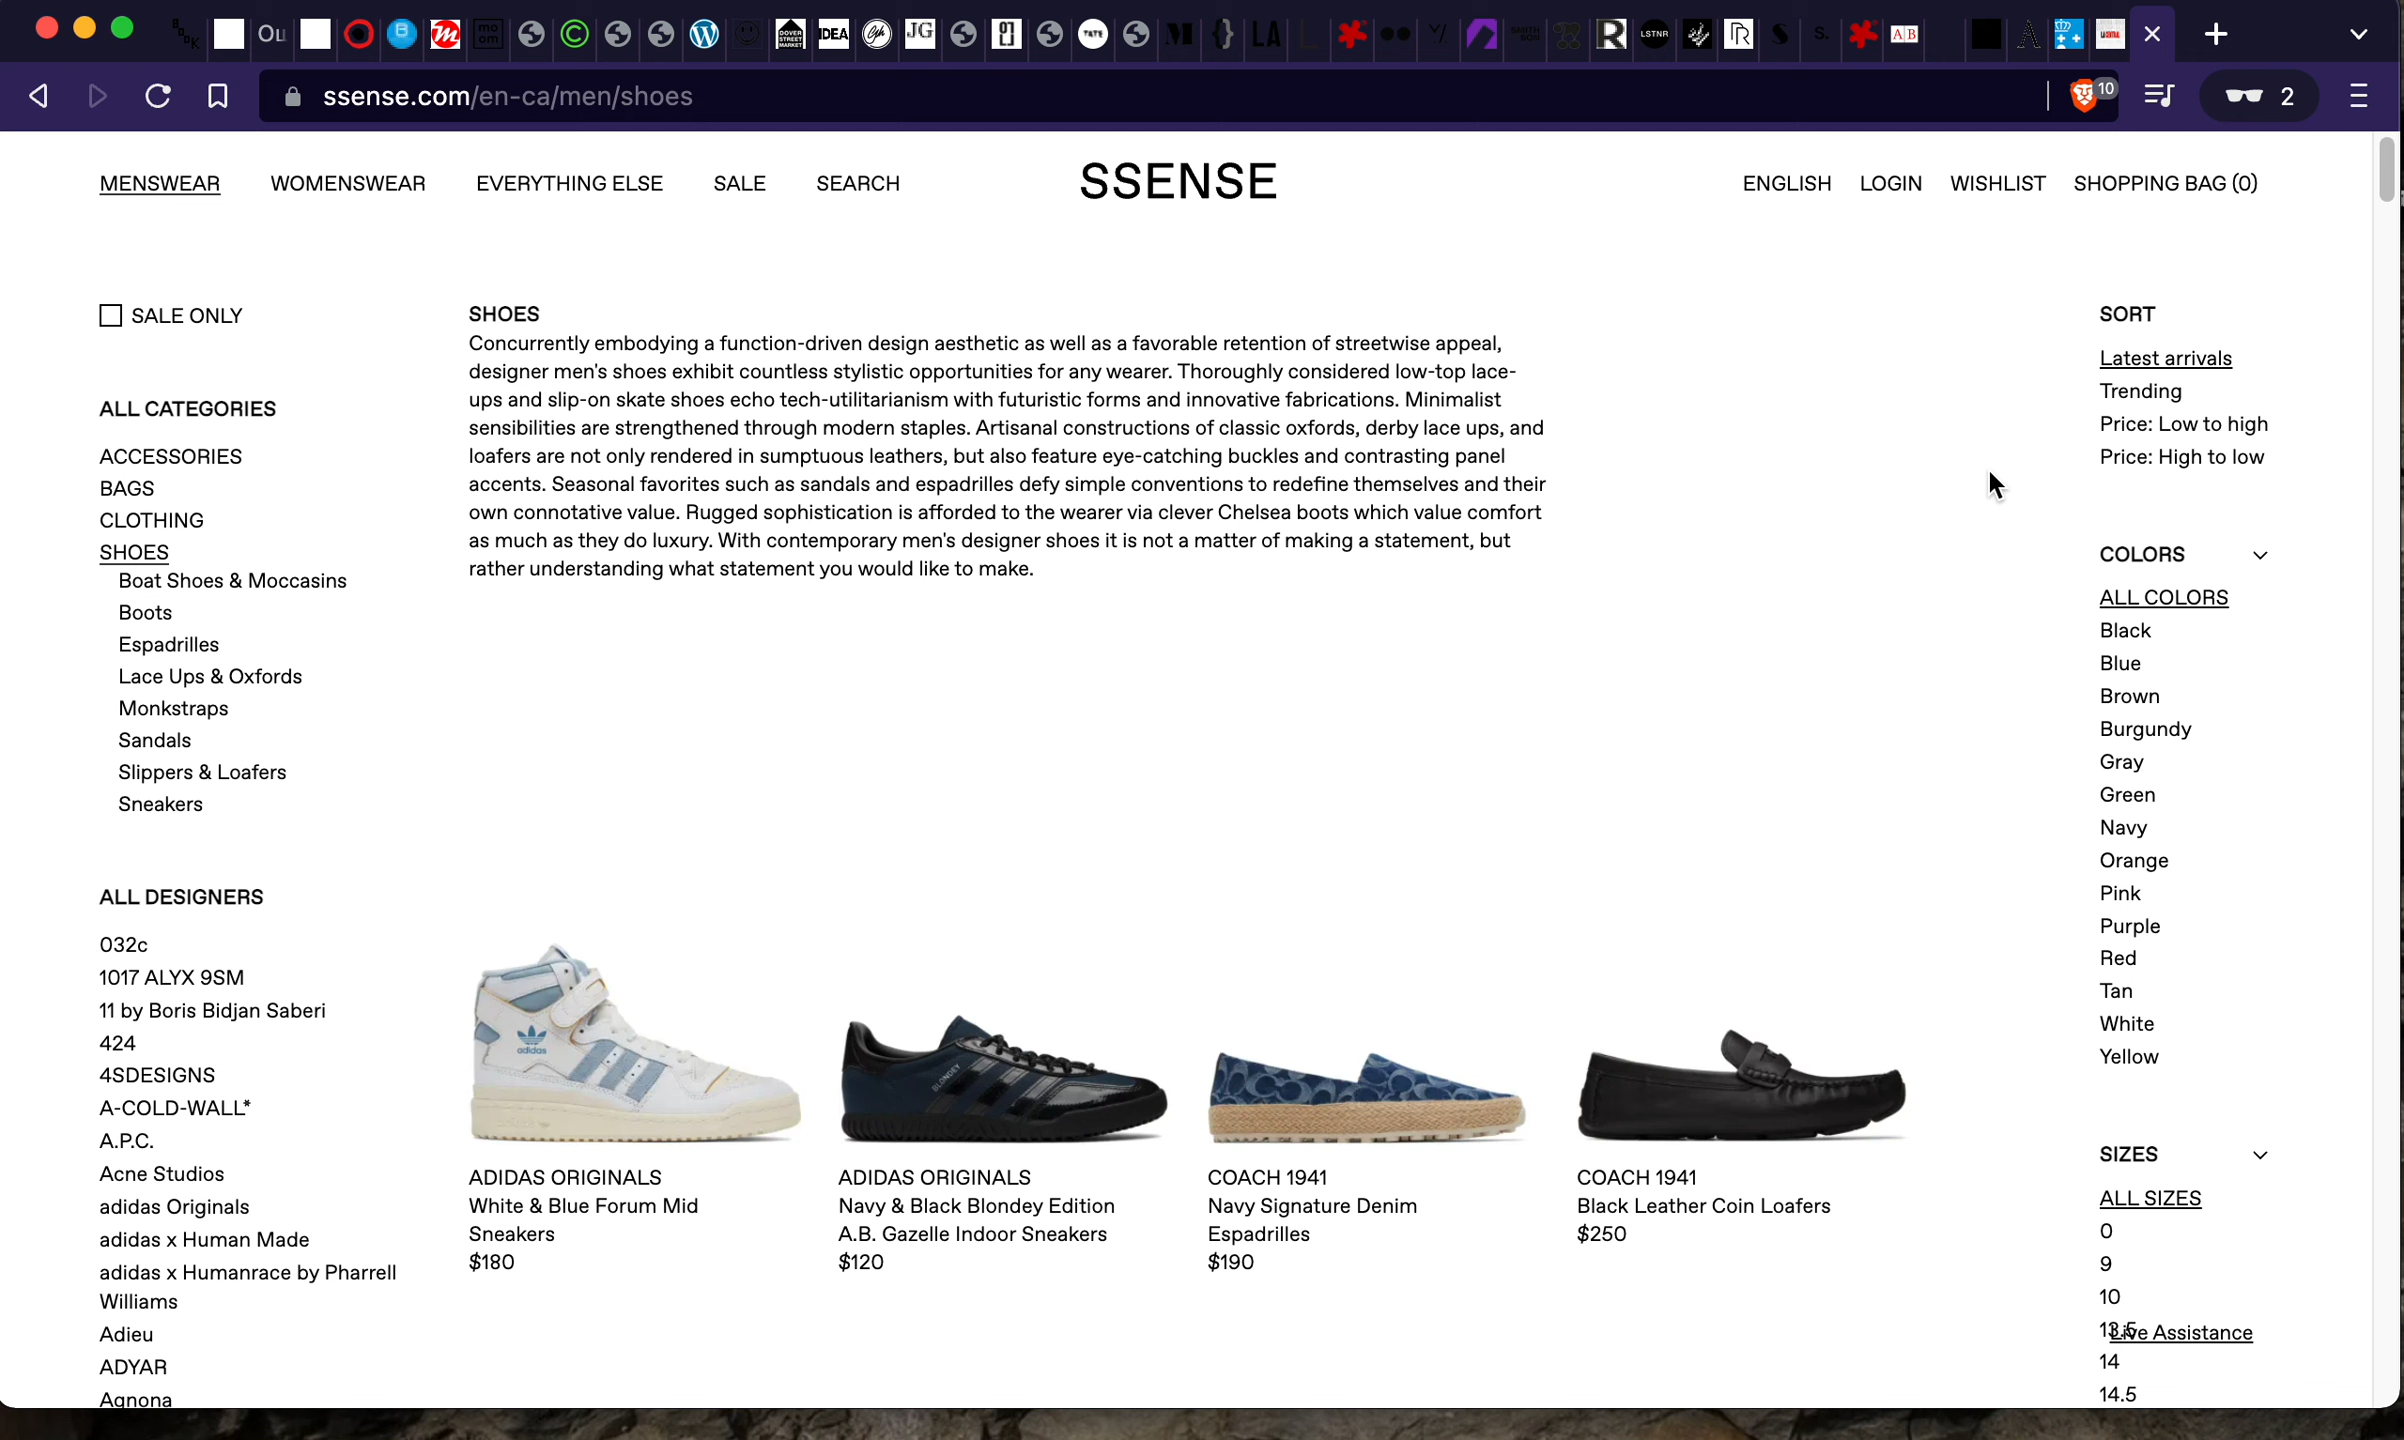 Ou
IDEA
JG
TATE
LA
LSTNR
S.
AB
ssense.com/en-ca/men/shoes
10
2
MENSWEAR
WOMENSWEAR
EVERYTHING ELSE
SALE
SEARCH
SSENSE
ENGLISH
LOGIN
WISHLIST
SHOPPING BAG (0)
SALE ONLY
ALL CATEGORIES
ACCESSORIES
BAGS
CLOTHING
SHOES
Boat Shoes & Moccasins
Boots
Espadrilles
Lace Ups & Oxfords
Monkstraps
Sandals
Slippers & Loafers
Sneakers
ALL DESIGNERS
032c
1017 ALYX 9SM
11 by Boris Bidjan Saberi
424
4SDESIGNS
A-COLD-WALL*
A.P.C.
Acne Studios
adidas Originals
adidas x Human Made
adidas x Humanrace by Pharrell
Williams
Adieu
ADYAR
Agnona
SHOES
Concurrently embodying a function-driven design aesthetic as well as a favorable retention of streetwise appeal,
designer men's shoes exhibit countless stylistic opportunities for any wearer. Thoroughly considered low-top lace-
ups and slip-on skate shoes echo tech-utilitarianism with futuristic forms and innovative fabrications. Minimalist
sensibilities are strengthened through modern staples. Artisanal constructions of classic oxfords, derby lace ups, and
loafers are not only rendered in sumptuous leathers, but also feature eye-catching buckles and contrasting panel
accents. Seasonal favorites such as sandals and espadrilles defy simple conventions to redefine themselves and their
own connotative value. Rugged sophistication is afforded to the wearer via clever Chelsea boots which value comfort
as much as they do luxury. With contemporary men's designer shoes it is not a matter of making a statement, but
rather understanding what statement you would like to make.
adidas
BLONDEY
ADIDAS ORIGINALS
White & Blue Forum Mid
Sneakers
$180
ADIDAS ORIGINALS
Navy & Black Blondey Edition
A.B. Gazelle Indoor Sneakers
$120
COACH 1941
Navy Signature Denim
Espadrilles
$190
COACH 1941
Black Leather Coin Loafers
$250
SORT
Latest arrivals
Trending
Price: Low to high
Price: High to low
COLORS
ALL COLORS
Black
Blue
Brown
Burgundy
Gray
Green
Navy
Orange
Pink
Purple
Red
Tan
White
Yellow
SIZES
ALL SIZES
0
9
10
13.5
Live Assistance
14
14.5